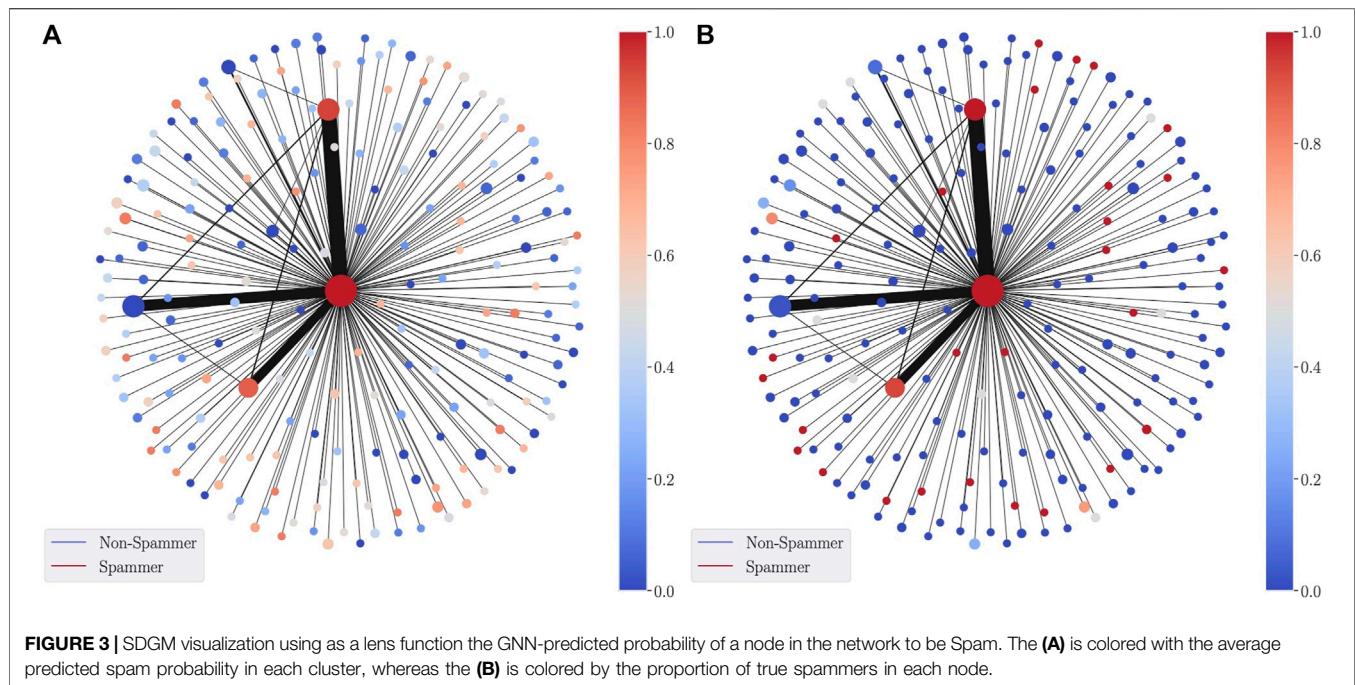 A
1.0
0.8
0.6
0.4
0.2
0.0
Non-Spammer
Spammer
B
1.0
0.8
0.6
0.4
0.2
0.0
Non-Spammer
Spammer
FIGURE 3 | SDGM visualization using as a lens function the GNN-predicted probability of a node in the network to be Spam. The (A) is colored with the average
predicted spam probability in each cluster, whereas the (B) is colored by the proportion of true spammers in each node.